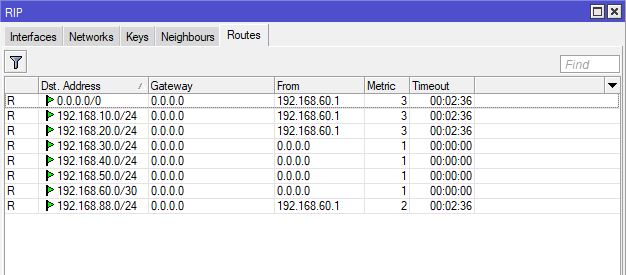 RIP
Interfaces Networks Keys Neighbours Routes
Find
Dst. Address / Gateway From Metric Timeout
R 0.0.0.0/0 0.0.0.0 192.168.60.1 3 00:02:36
R 192.168.10.0/24 0.0.0.0 192.168.60.1 3 00:02:36
R 192.168.20.0/24 0.0.0.0 192.168.60.1 3 00:02:36
R 192.168.30.0/24 0.0.0.0 0.0.0.0 1 00:00:00
R 192.168.40.0/24 0.0.0.0 0.0.0.0 1 00:00:00
R 192.168.50.0/24 0.0.0.0 0.0.0.0 1 00:00:00
R 192.168.60.0/30 0.0.0.0 0.0.0.0 1 00:00:00
R 192.168.88.0/24 0.0.0.0 192.168.60.1 2 00:02:36